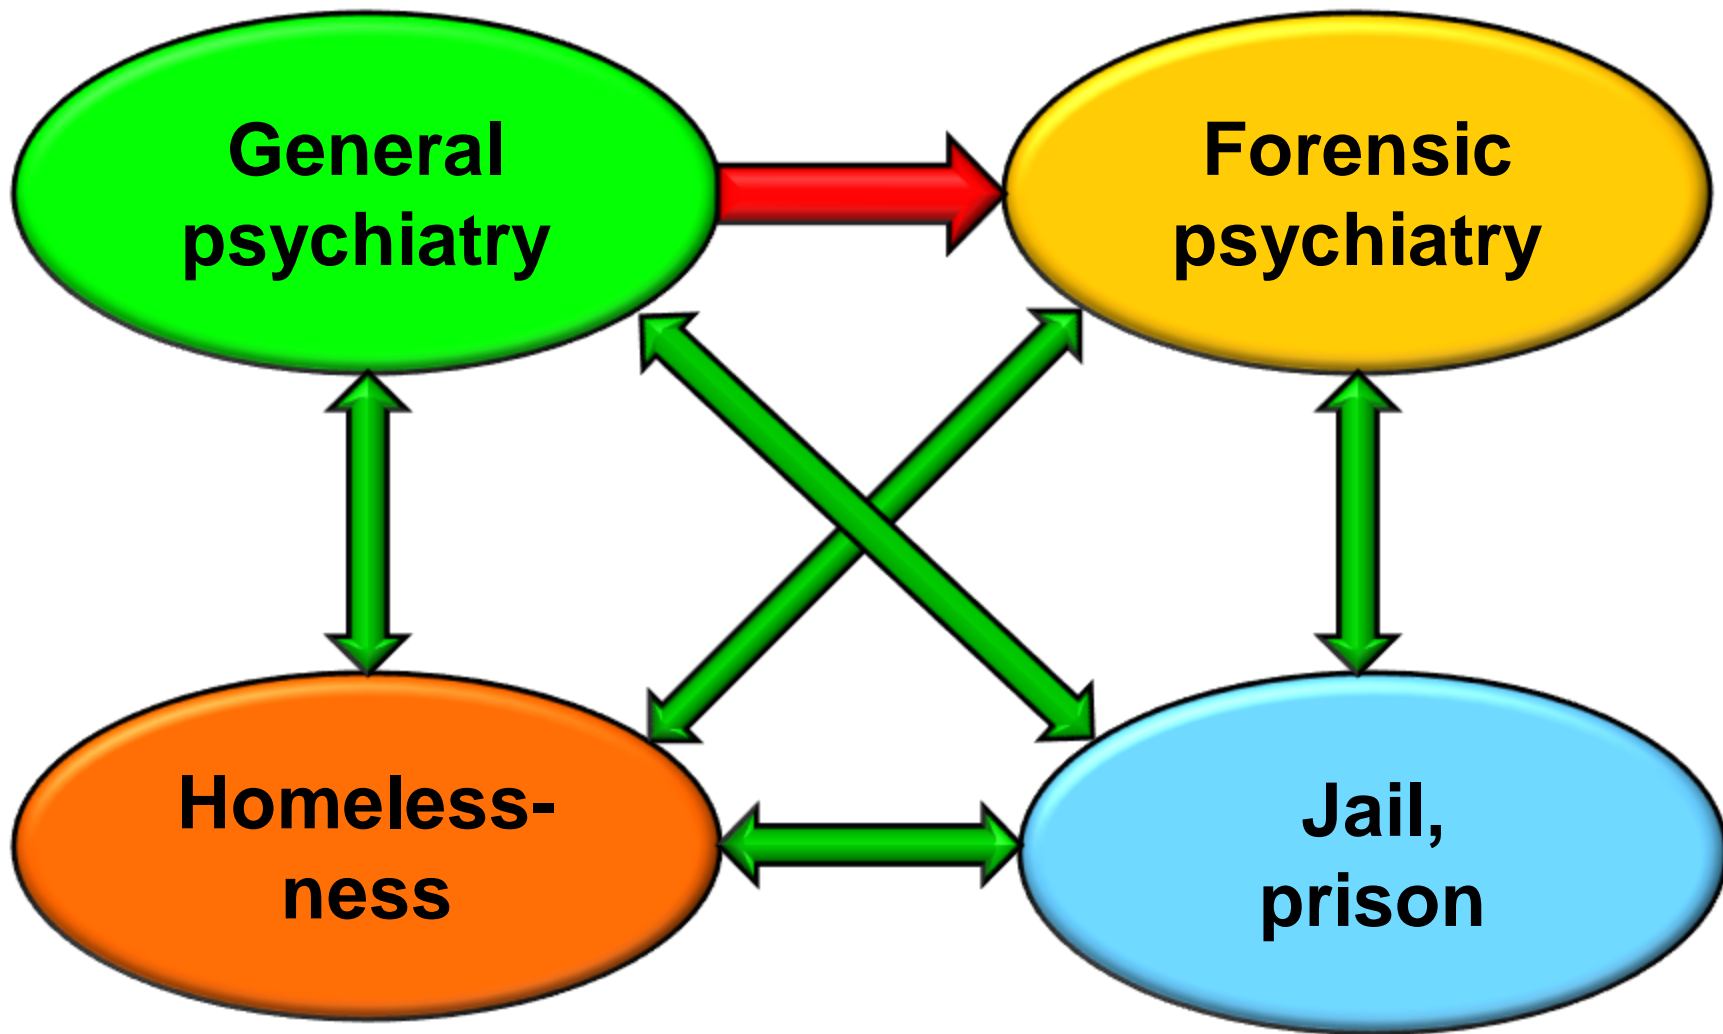 General
psychiatry
Forensic
psychiatry
Homeless-
ness
Jail,
prison